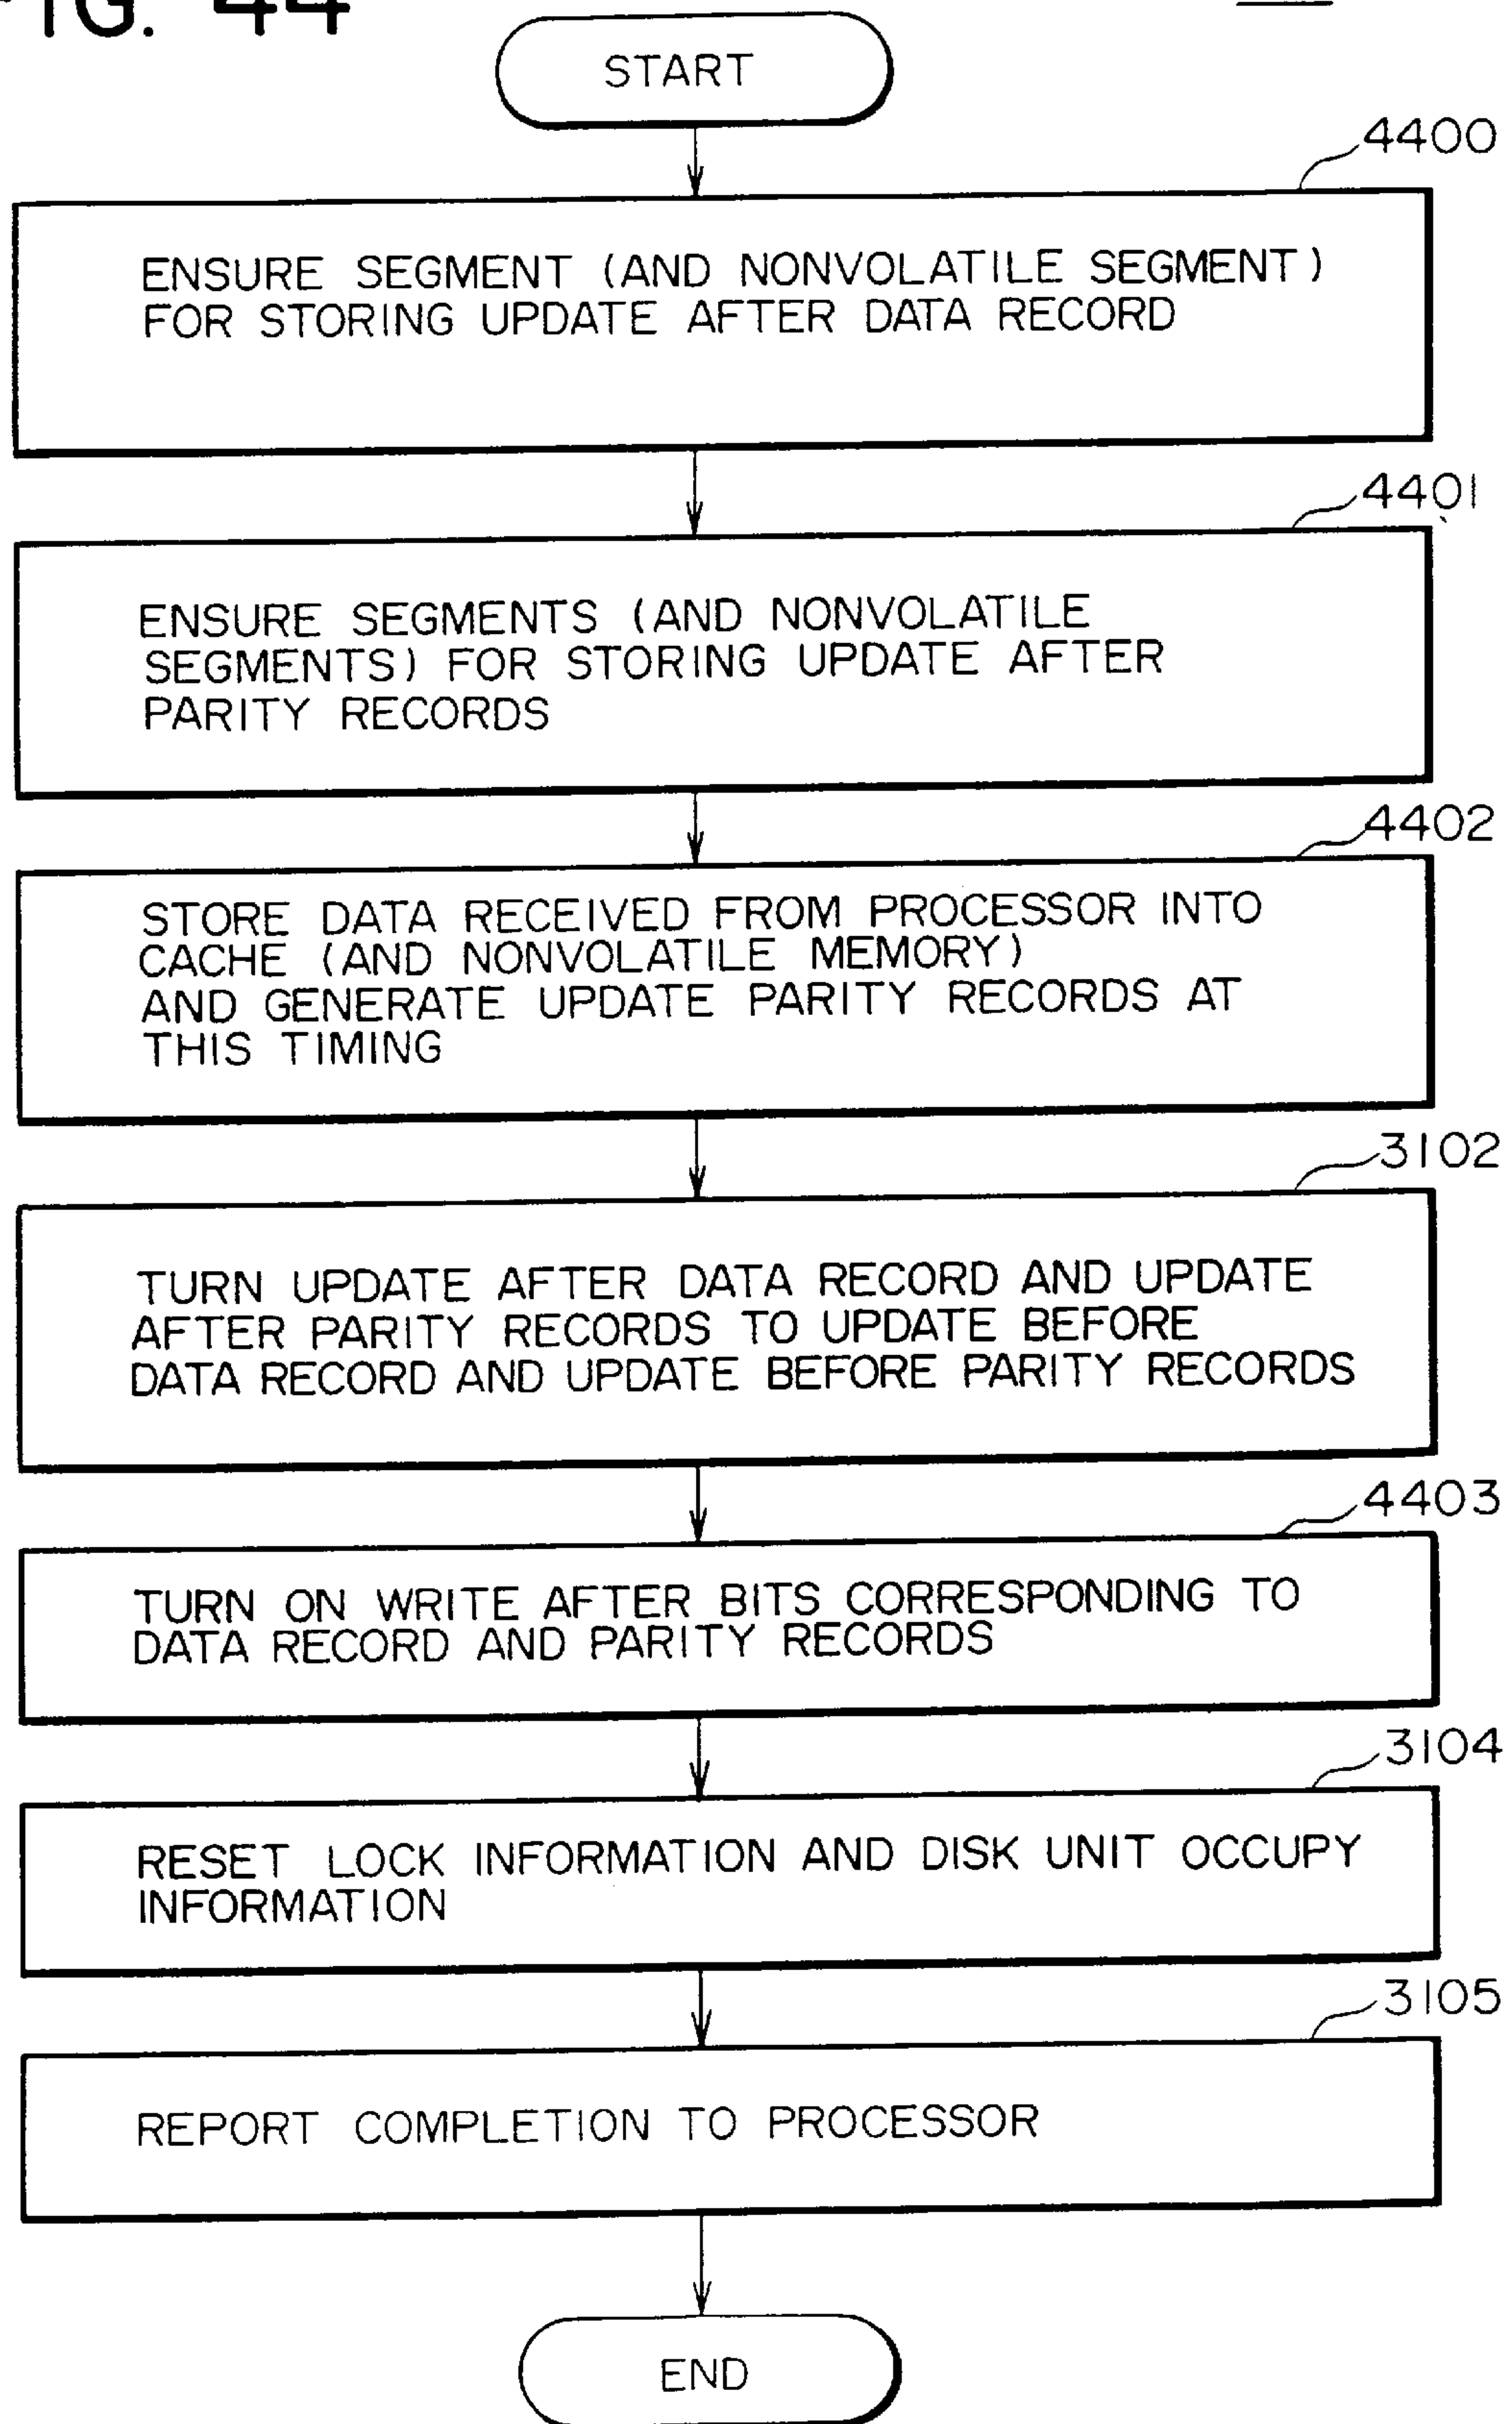 FIG. 44
START
4400
ENSURE SEGMENT (AND NONVOLATILE SEGMENT)
FOR STORING UPDATE AFTER DATA RECORD
4401
ENSURE SEGMENTS (AND NONVOLATILE
SEGMENTS) FOR STORING UPDATE AFTER
PARITY RECORDS
4402
STORE DATA RECEIVED FROM PROCESSOR INTO
CACHE (AND NONVOLATILE MEMORY)
AND GENERATE UPDATE PARITY RECORDS AT
THIS TIMING
3102
TURN UPDATE AFTER DATA RECORD AND UPDATE
AFTER PARITY RECORDS TO UPDATE BEFORE
DATA RECORD AND UPDATE BEFORE PARITY RECORDS
4403
TURN ON WRITE AFTER BITS CORRESPONDING TO
DATA RECORD AND PARITY RECORDS
3104
RESET LOCK INFORMATION AND DISK UNIT OCCUPY
INFORMATION
3105
REPORT COMPLETION TO PROCESSOR
END